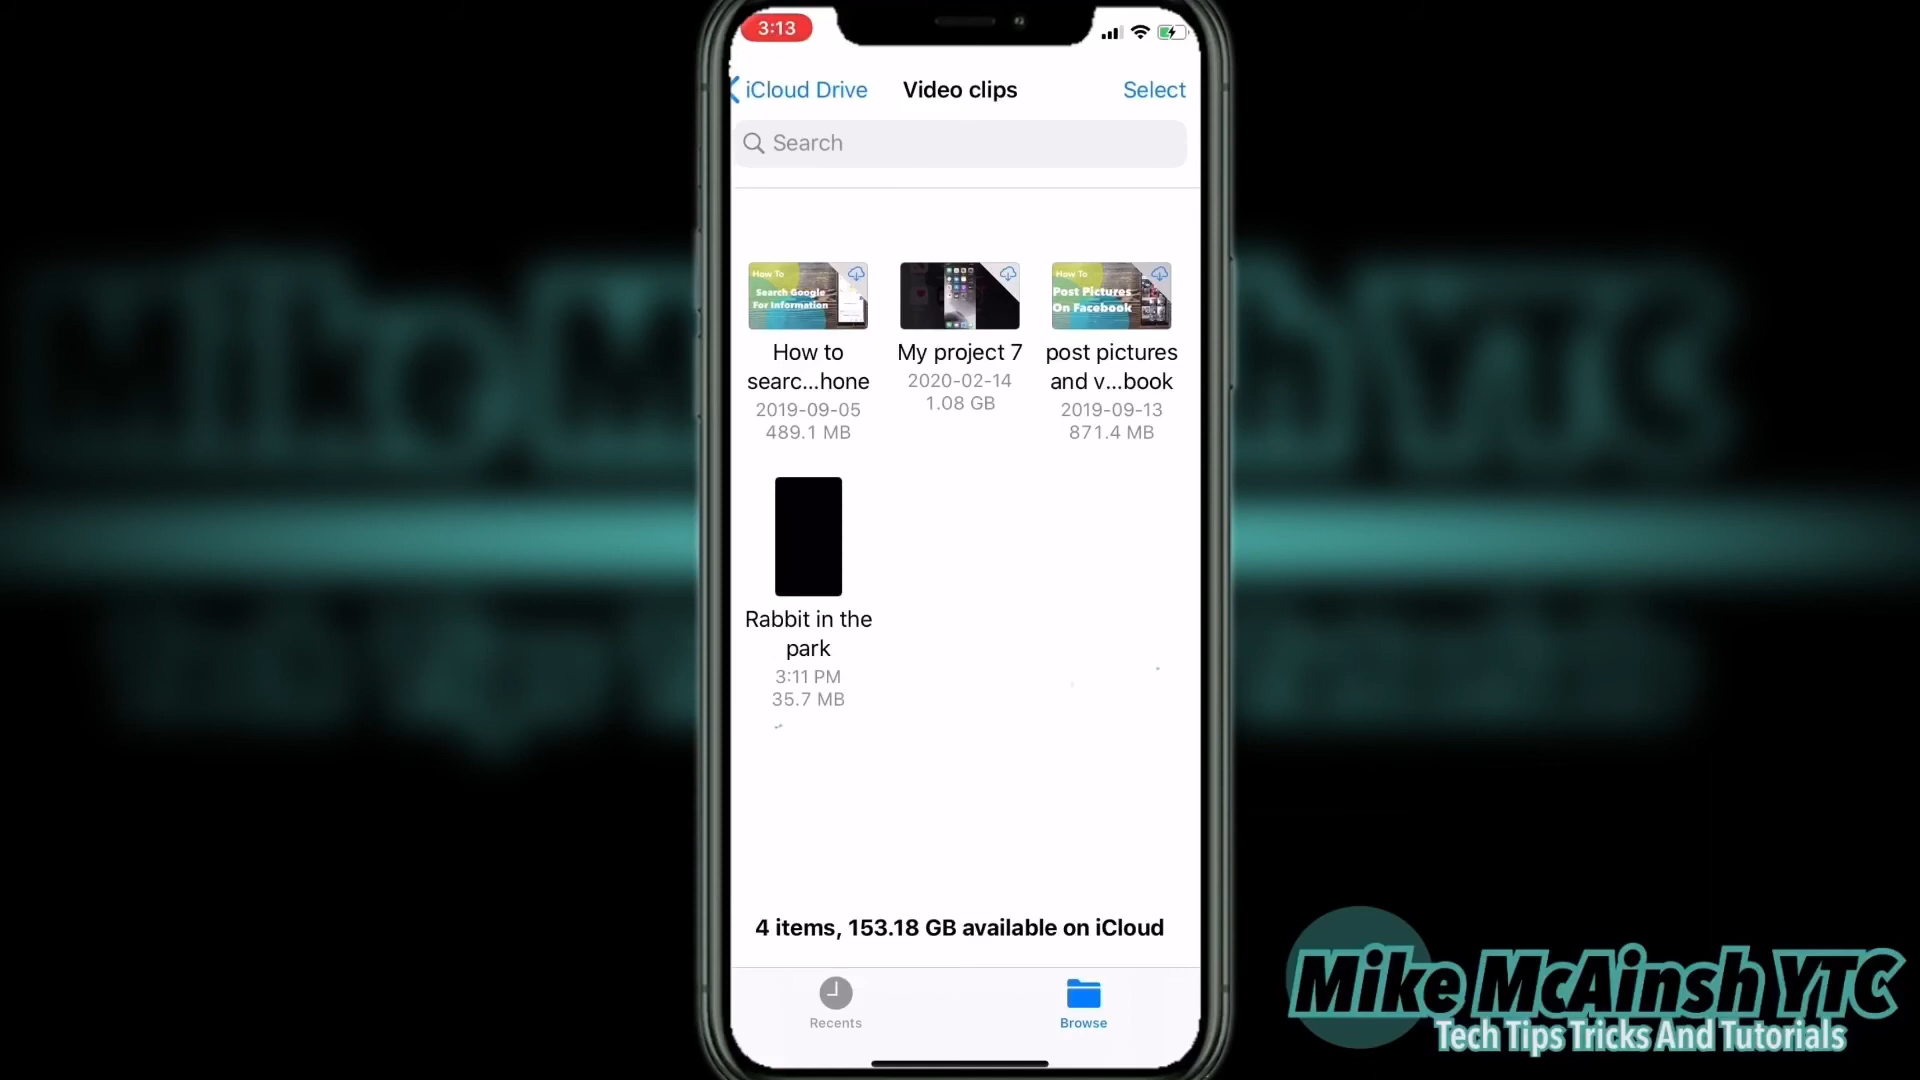 3:13
iCloud Drive
Video clips
Select
Search
How To
Search Google
For Information
How To
Post Pictures
On Facebook
How to
searc...hone
2019-09-05
489.1 MB
My project 7
2020-02-14
1.08 GB
post pictures
and v...book
2019-09-13
871.4 MB
Rabbit in the
park
3:11 PM
35.7 MB
4 items, 153.18 GB available on iCloud
Recents
Browse
Mike McAinsh YTC
Tech Tips Tricks And Tutorials